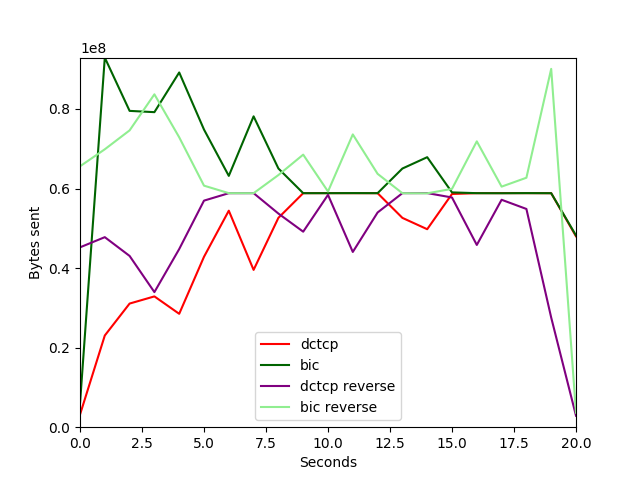 1e8
0.8
0.6
0.4
0.2
0.0
Bytes sent
dctcp
bic
dctcp reverse
bic reverse
0.0 2.5 5.0 7.5 10.0 12.5 15.0 17.5 20.0
Seconds